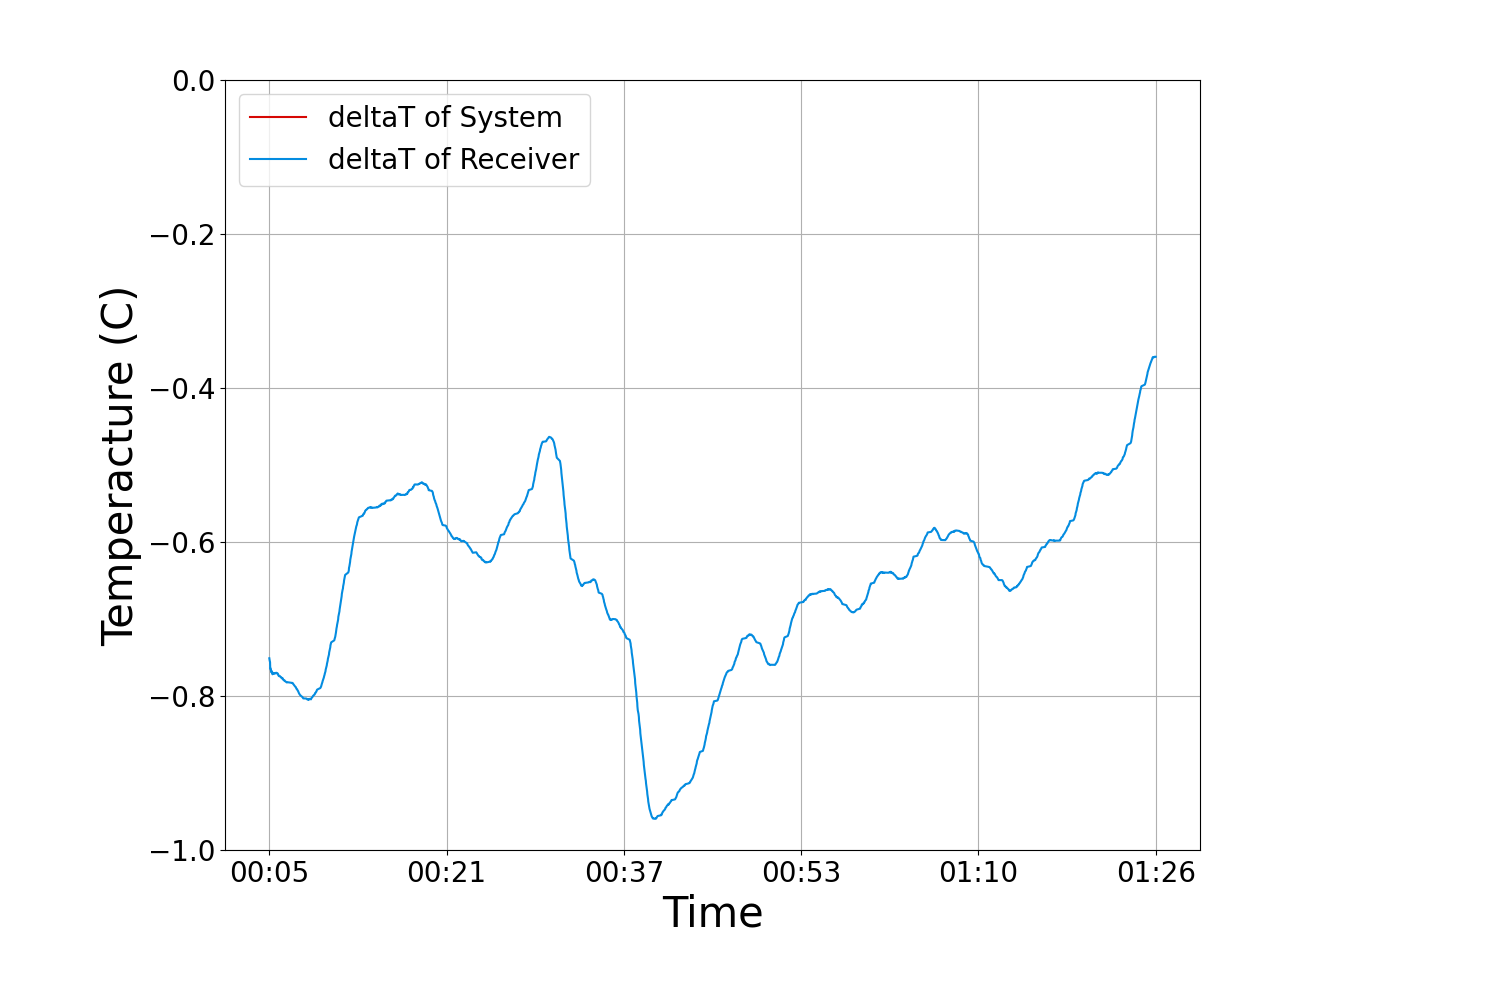 0.0
deltaT of System
deltaT of Receiver
−0.2
−0.4
−0.6
−0.8
−1.0
Temperacture (C)
00:05 00:21 00:37 00:53 01:10 01:26
Time